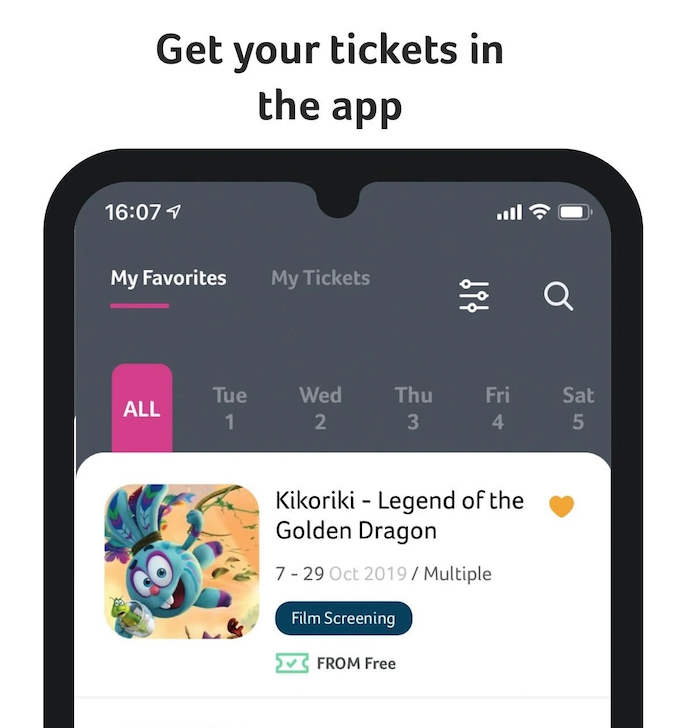 Get your tickets in
the app
16:07
My Favorites My Tickets
ALL Tue Wed Thu Fri Sat
1 2 3 4 5
Kikoriki - Legend of the
Golden Dragon
7 - 29 Oct 2019 / Multiple
Film Screening
FROM Free